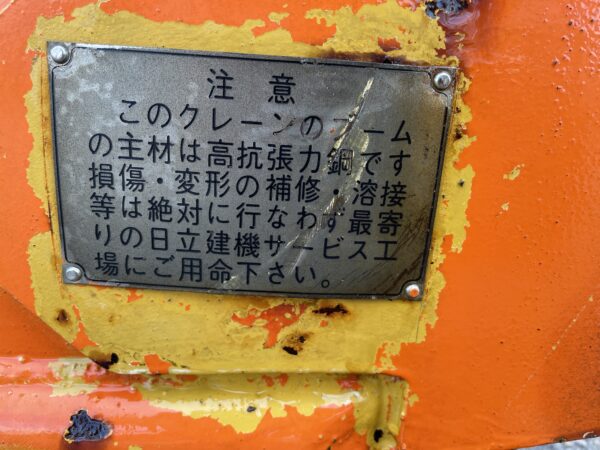 注意
このクレーンのブーム
の主材は高抗張力鋼です
損傷・変形の補修・溶接
等は絶対に行なわず最寄
りの日立建機サービス工
場にご用命下さい。